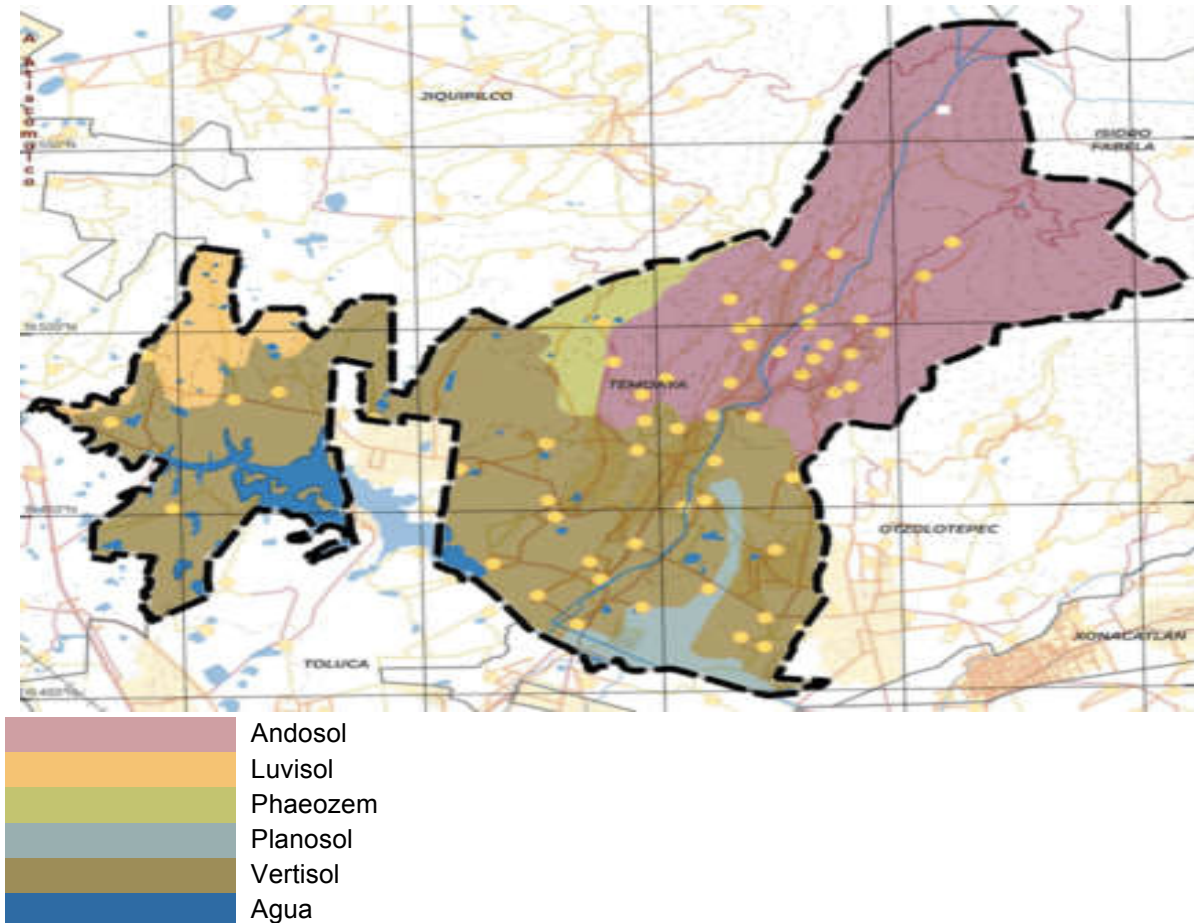 JIQUIPILCO
ISIDRO
FABELA
TEMOAYA
OTZOLOTEPEC
XONACATLÁN
TOLUCA
Andosol
Luvisol
Phaeozem
Planosol
Vertisol
Agua